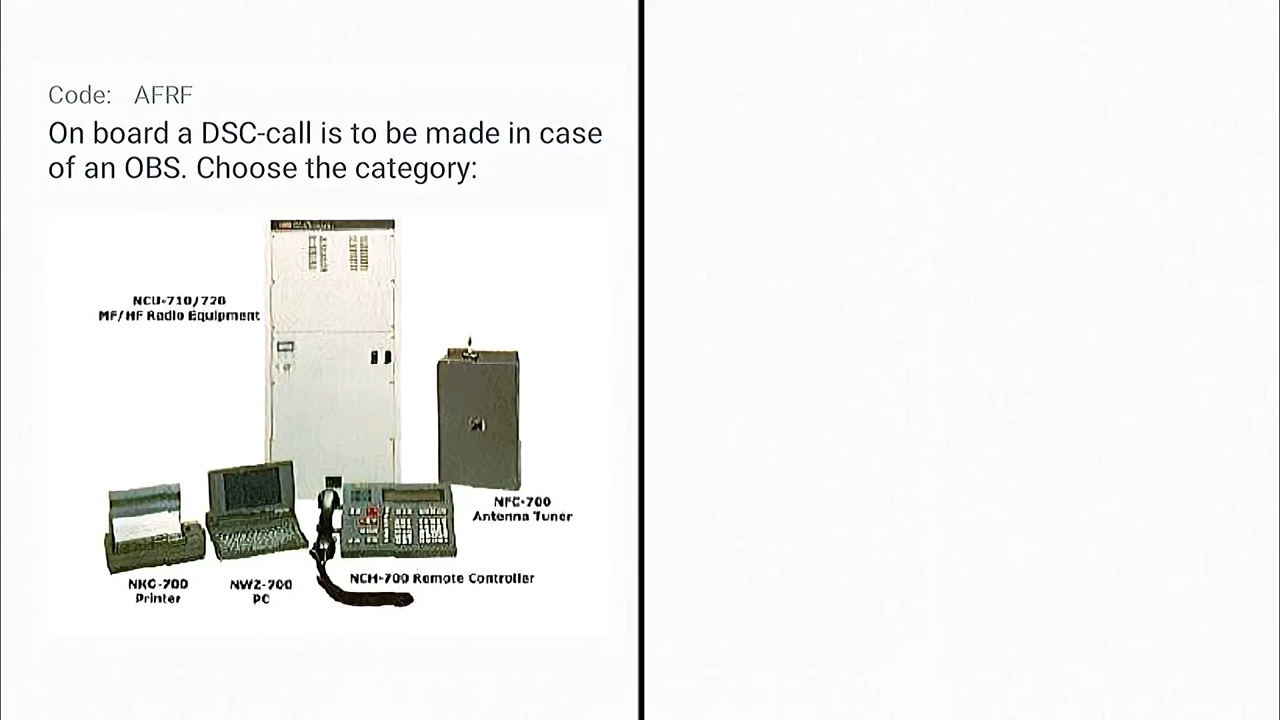 Code: AFRF
On board a DSC-call is to be made in case
of an OBS. Choose the category:
NCU-710/720
MF/HF Radio Equipment
NFC-700
Antenna Tuner
NKG-700
Printer
NWZ-700
PC
NCH-700 Remote Controller